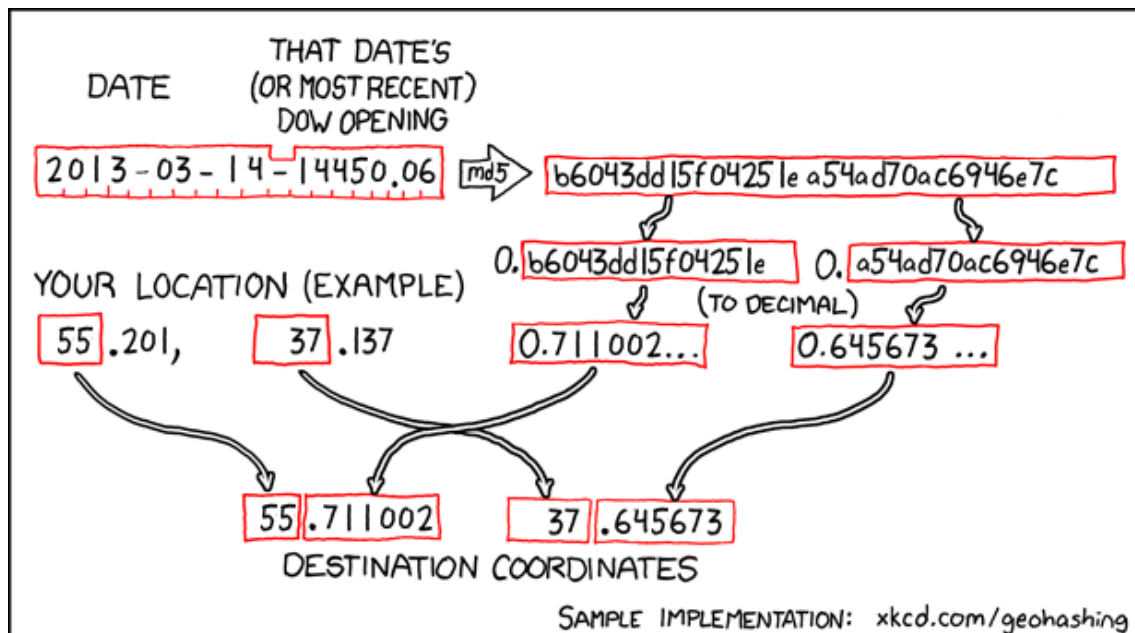 DATE
THAT DATE'S
(OR MOST RECENT)
DOW OPENING
2013-03-14-14450.06
md5
b6043dd15f04251e a54ad70ac6946e7c
0. b6043dd15f04251e
0. a54ad70ac6946e7c
YOUR LOCATION (EXAMPLE)
(TO DECIMAL)
55.201, 37.137
0.711002...
0.645673 ...
55.711002 37.645673
DESTINATION COORDINATES
SAMPLE IMPLEMENTATION: xkcd.com/geohashing